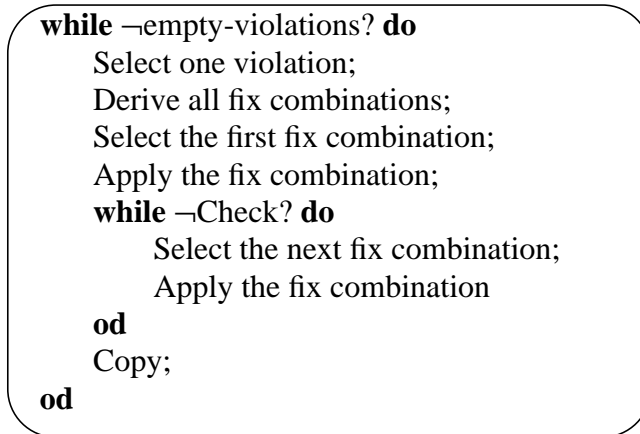 while ¬empty-violations? do
Select one violation;
Derive all fix combinations;
Select the first fix combination;
Apply the fix combination;
while ¬Check? do
Select the next fix combination;
Apply the fix combination
od
Copy;
od